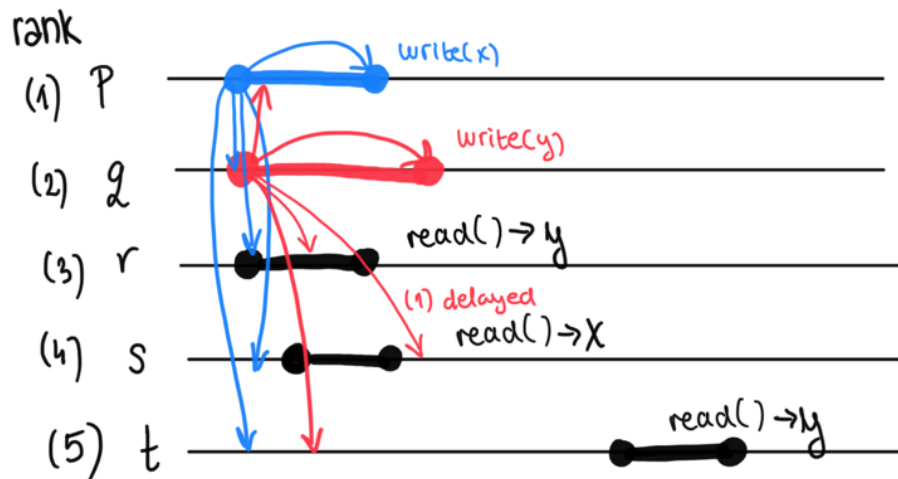 rank
write(x)
(1) p
write(y)
(2) q
read() → y
(3) r
(1) delayed
read() → x
(4) s
read() → y
(5) t